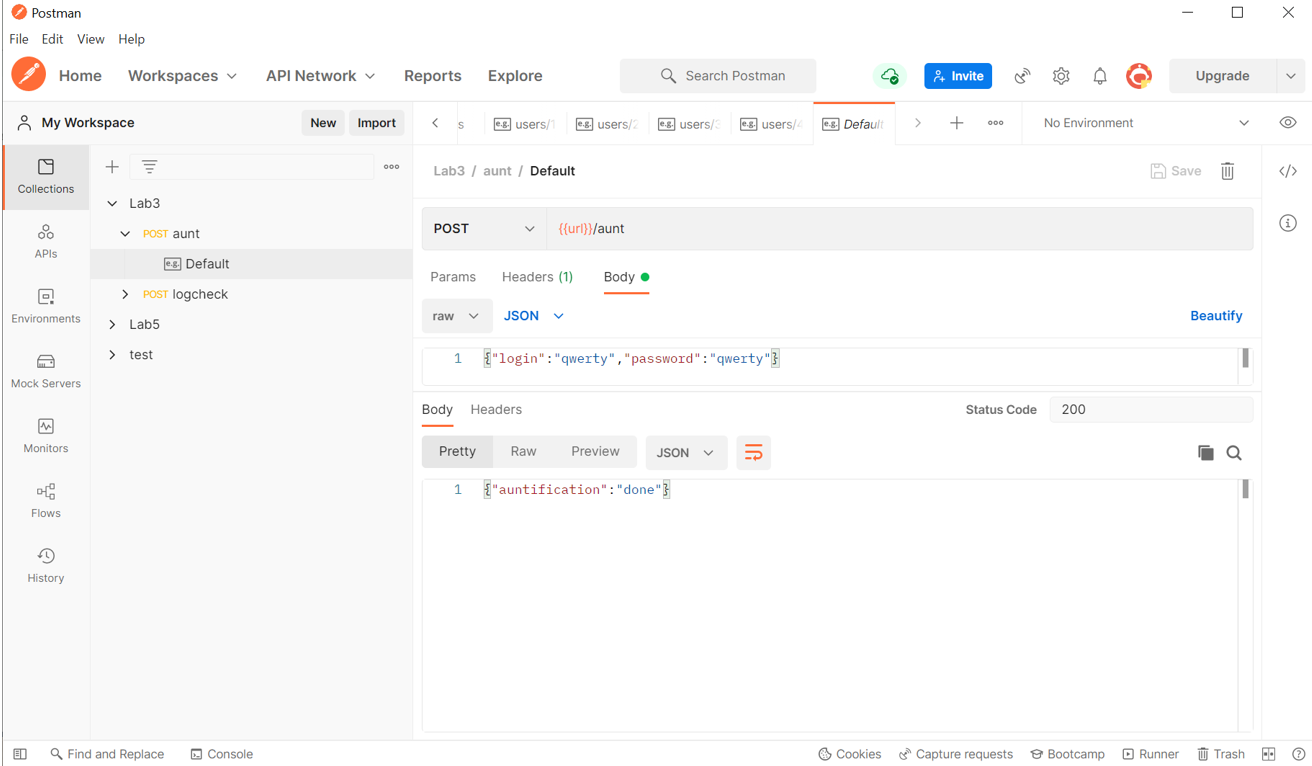 Postman
File Edit View Help
Home Workspaces API Network Reports Explore Search Postman Invite Upgrade
My Workspace New Import
s e.g. users/1 e.g. users/2 e.g. users/3 e.g. users/4 e.g. Default No Environment
Collections
APIs
Environments
Mock Servers
Monitors
Flows
History
Lab3
POST aunt
e.g. Default
POST logcheck
Lab5
test
Lab3 / aunt / Default Save
POST {{url}}/aunt
Params Headers (1) Body
raw JSON Beautify
1 {"login":"qwerty","password":"qwerty"}
Body Headers Status Code 200
Pretty Raw Preview JSON
1 {"auntification":"done"}
Find and Replace Console Cookies Capture requests Bootcamp Runner Trash